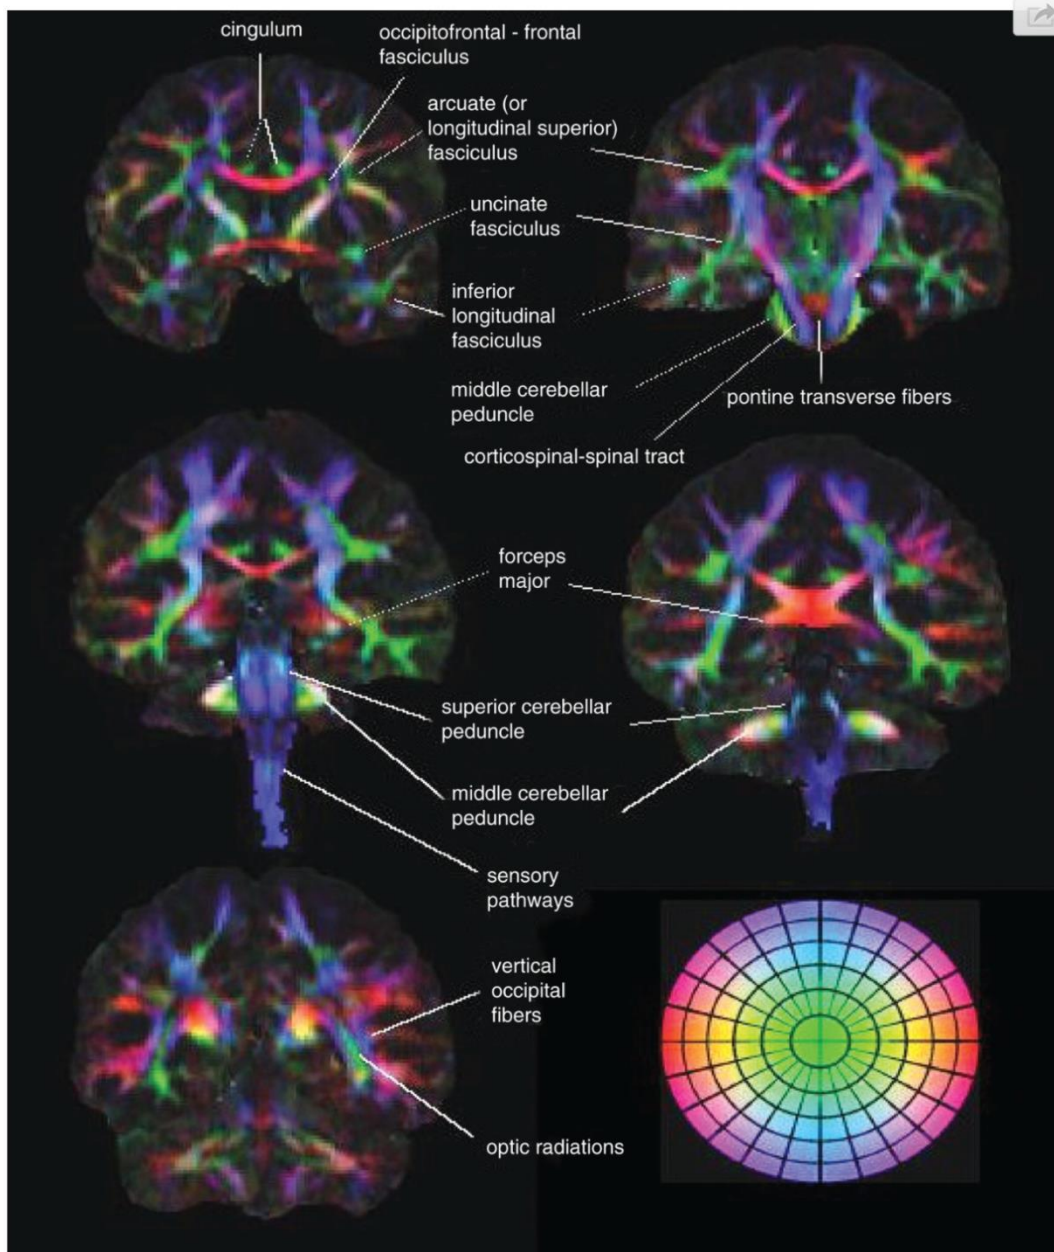 cingulum
occipitofrontal - frontal
fasciculus
arcuate (or
longitudinal superior)
fasciculus
uncinate
fasciculus
inferior
longitudinal
fasciculus
middle cerebellar
peduncle
pontine transverse fibers
corticospinal-spinal tract
forceps
major
superior cerebellar
peduncle
middle cerebellar
peduncle
sensory
pathways
vertical
occipital
fibers
optic radiations